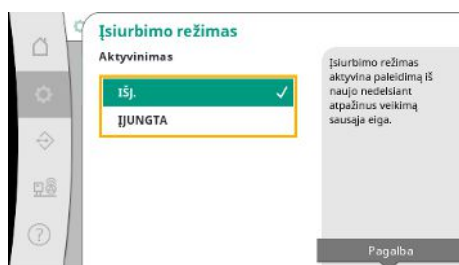 Įsiurbimo režimas
Aktyvinimas
IŠJ.
ĮJUNGTA
Įsiurbimo režimas
aktyvina paleidimą iš
naujo nedelsiant
atpažinus veikimą
sausąja eiga.
Pagalba